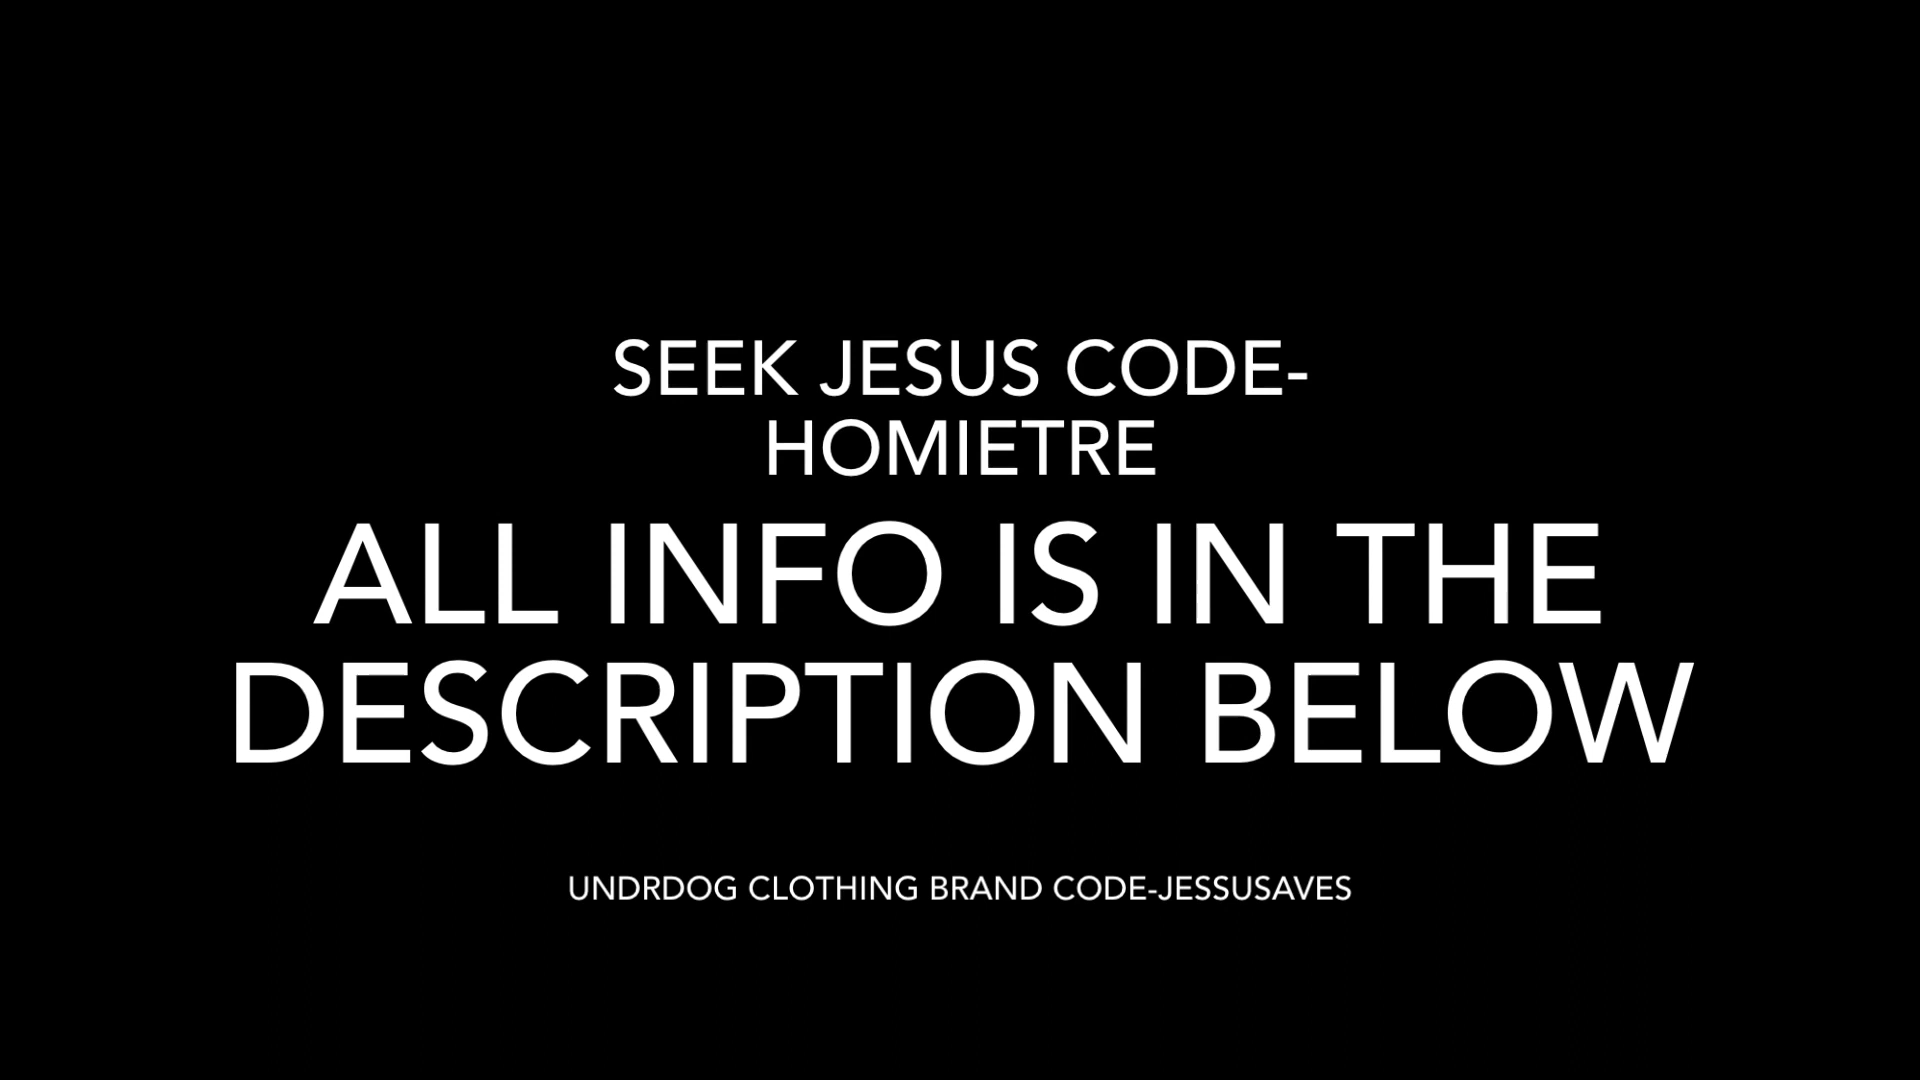 SEEK JESUS CODE-
HOMIETRE
ALL INFO IS IN THE
DESCRIPTION BELOW
UNDRDOG CLOTHING BRAND CODE-JESSUSAVES